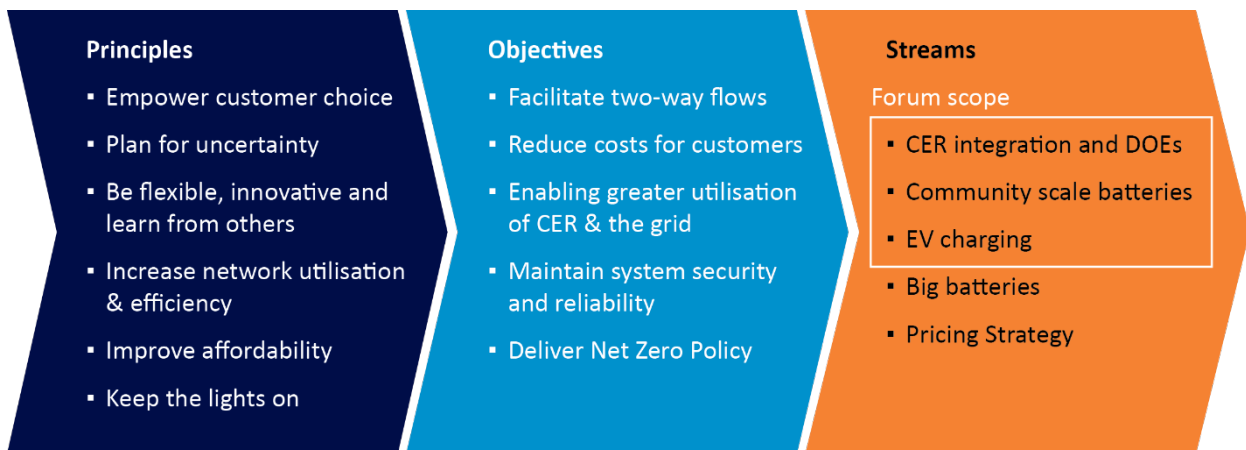 Principles
▪ Empower customer choice
▪ Plan for uncertainty
▪ Be flexible, innovative and
learn from others
▪ Increase network utilisation
& efficiency
▪ Improve affordability
▪ Keep the lights on
Objectives
▪ Facilitate two-way flows
▪ Reduce costs for customers
▪ Enabling greater utilisation
of CER & the grid
▪ Maintain system security
and reliability
▪ Deliver Net Zero Policy
Streams
Forum scope
▪ CER integration and DOEs
▪ Community scale batteries
▪ EV charging
▪ Big batteries
▪ Pricing Strategy